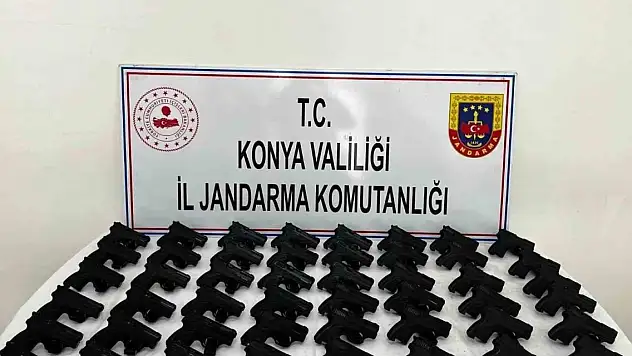 T.C.
KONYA VALİLİĞİ
İL JANDARMA KOMUTANLIĞI
JANDARMA